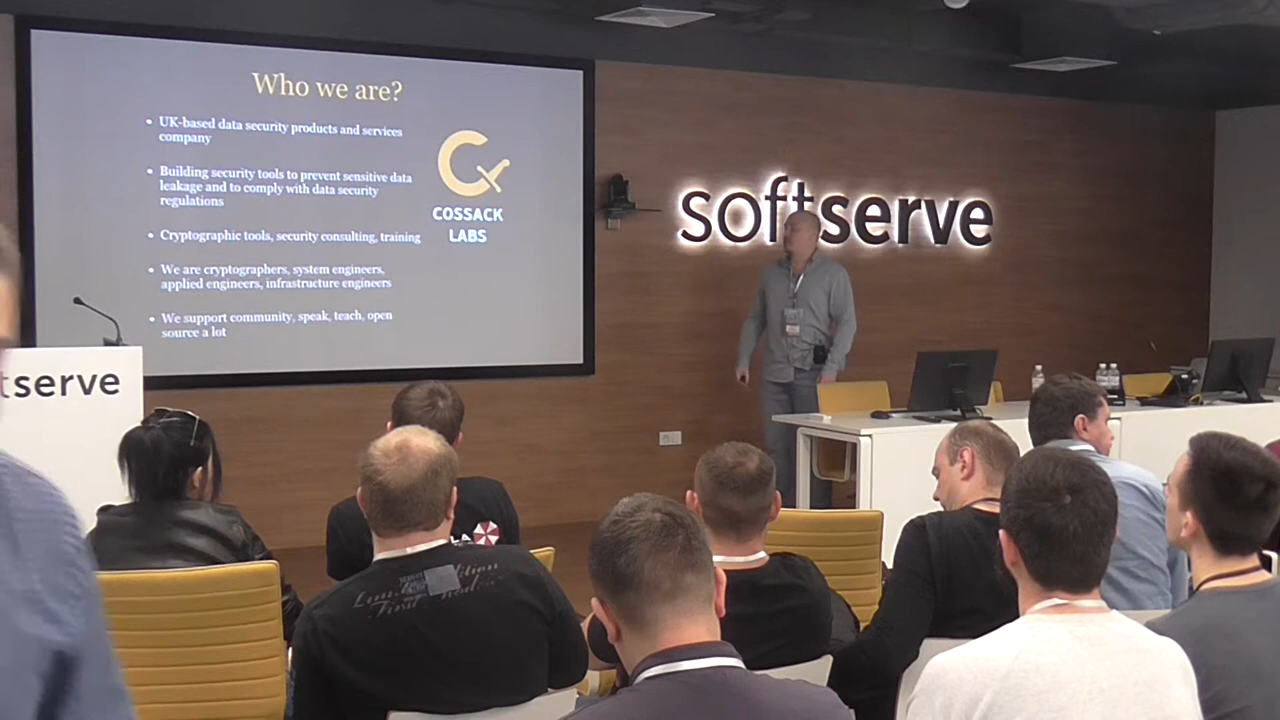 Who we are?
• UK-based data security products and services
company
• Building security tools to prevent sensitive data
leakage and to comply with data security
regulations
• Cryptographic tools, security consulting, training
• We are cryptographers, system engineers,
applied engineers, infrastructure engineers
• We support community, speak, teach, open
source a lot
COSSACK
LABS
softserve
tserve